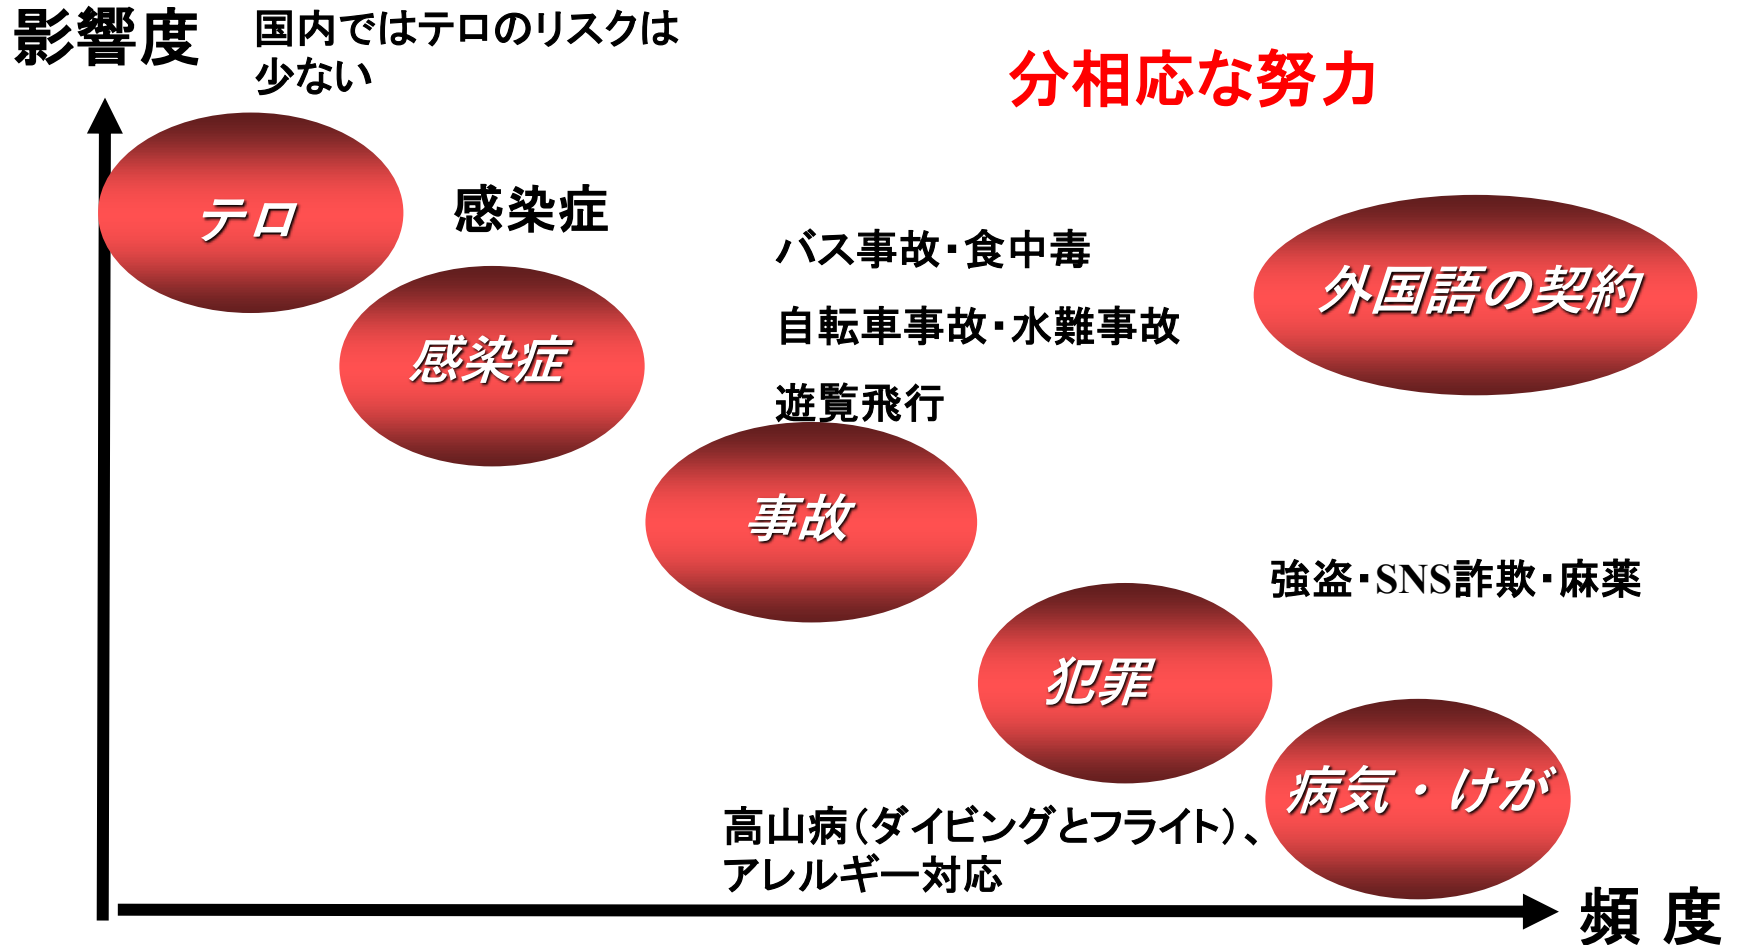 影響度
国内ではテロのリスクは
少ない
分相応な努力
テロ
感染症
感染症
バス事故・食中毒
自転車事故・水難事故
遊覧飛行
外国語の契約
事故
強盗・SNS詐欺・麻薬
犯罪
病気・けが
高山病（ダイビングとフライト）、
アレルギー対応
頻 度